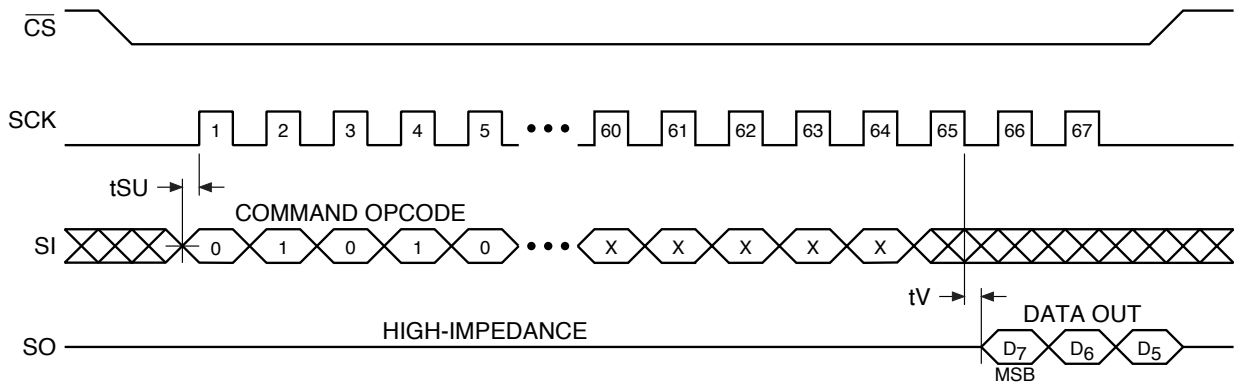 CS
SCK
1 2 3 4 5 ••• 60 61 62 63 64 65 66 67
tSU
COMMAND OPCODE
SI
0 1 0 1 0 ••• X X X X X
tV
HIGH-IMPEDANCE
DATA OUT
SO
D7 D6 D5
MSB